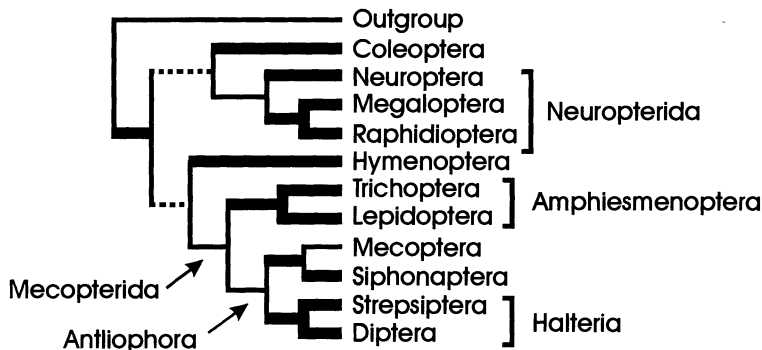 Outgroup
Coleoptera
Neuroptera
Megaloptera
Raphidioptera
Neuropterida
Hymenoptera
Trichoptera
Lepidoptera
Amphiesmenoptera
Mecoptera
Siphonaptera
Mecopterida
Strepsiptera
Diptera
Halteria
Antliophora